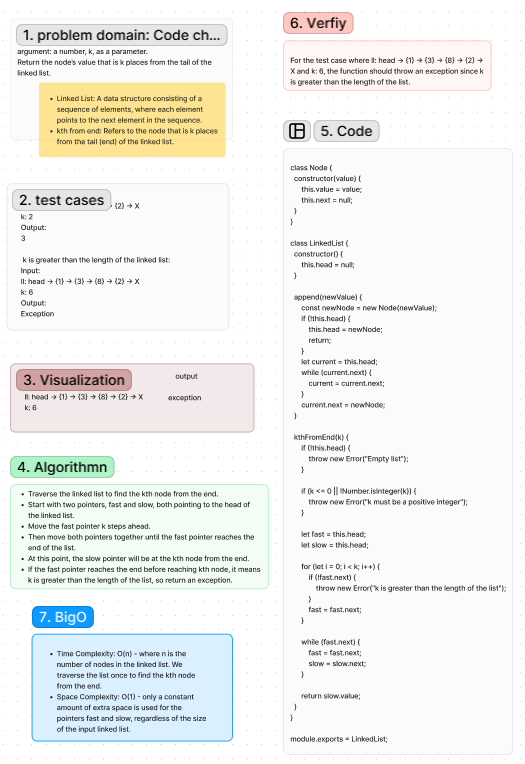 1. problem domain: Code ch...
argument: a number, k, as a parameter.
Return the node's value that is k places from the tail of the
linked list.
• Linked List: A data structure consisting of a
sequence of elements, where each element
points to the next element in the sequence.
• kth from end: Refers to the node that is k places
from the tail (end) of the linked list.
2. test cases
{2} -> X
k: 2
Output:
3
k is greater than the length of the linked list:
Input:
ll: head -> {1} -> {3} -> {8} -> {2} -> X
k: 6
Output:
Exception
3. Visualization
output
ll: head -> {1} -> {3} -> {8} -> {2} -> X
exception
k: 6
4. Algorithmn
• Traverse the linked list to find the kth node from the end.
• Start with two pointers, fast and slow, both pointing to the head of
the linked list.
• Move the fast pointer k steps ahead.
• Then move both pointers together until the fast pointer reaches the
end of the list.
• At this point, the slow pointer will be at the kth node from the end.
• If the fast pointer reaches the end before reaching kth node, it means
k is greater than the length of the list, so return an exception.
7. BigO
• Time Complexity: O(n) - where n is the
number of nodes in the linked list. We
traverse the list once to find the kth node
from the end.
• Space Complexity: O(1) - only a constant
amount of extra space is used for the
pointers fast and slow, regardless of the size
of the input linked list.
6. Verfiy
For the test case where ll: head -> {1} -> {3} -> {8} -> {2} ->
X and k: 6, the function should throw an exception since k
is greater than the length of the list.
5. Code
class Node {
constructor(value) {
this.value = value;
this.next = null;
}
}
class LinkedList {
constructor() {
this.head = null;
}
append(newValue) {
const newNode = new Node(newValue);
if (!this.head) {
this.head = newNode;
return;
}
let current = this.head;
while (current.next) {
current = current.next;
}
current.next = newNode;
}
kthFromEnd(k) {
if (!this.head) {
throw new Error("Empty list");
}
if (k <= 0 || !Number.isInteger(k)) {
throw new Error("k must be a positive integer");
}
let fast = this.head;
let slow = this.head;
for (let i = 0; i < k; i++) {
if (!fast.next) {
throw new Error("k is greater than the length of the list");
}
fast = fast.next;
}
while (fast.next) {
fast = fast.next;
slow = slow.next;
}
return slow.value;
}
}
module.exports = LinkedList;